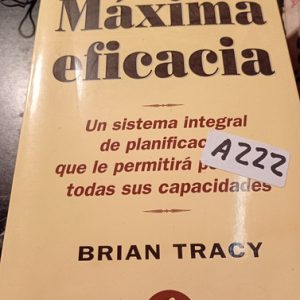 Máxima
eficacia
Un sistema integral
de planificac
que le permitirá p
todas sus capacidades
A222
BRIAN TRACY